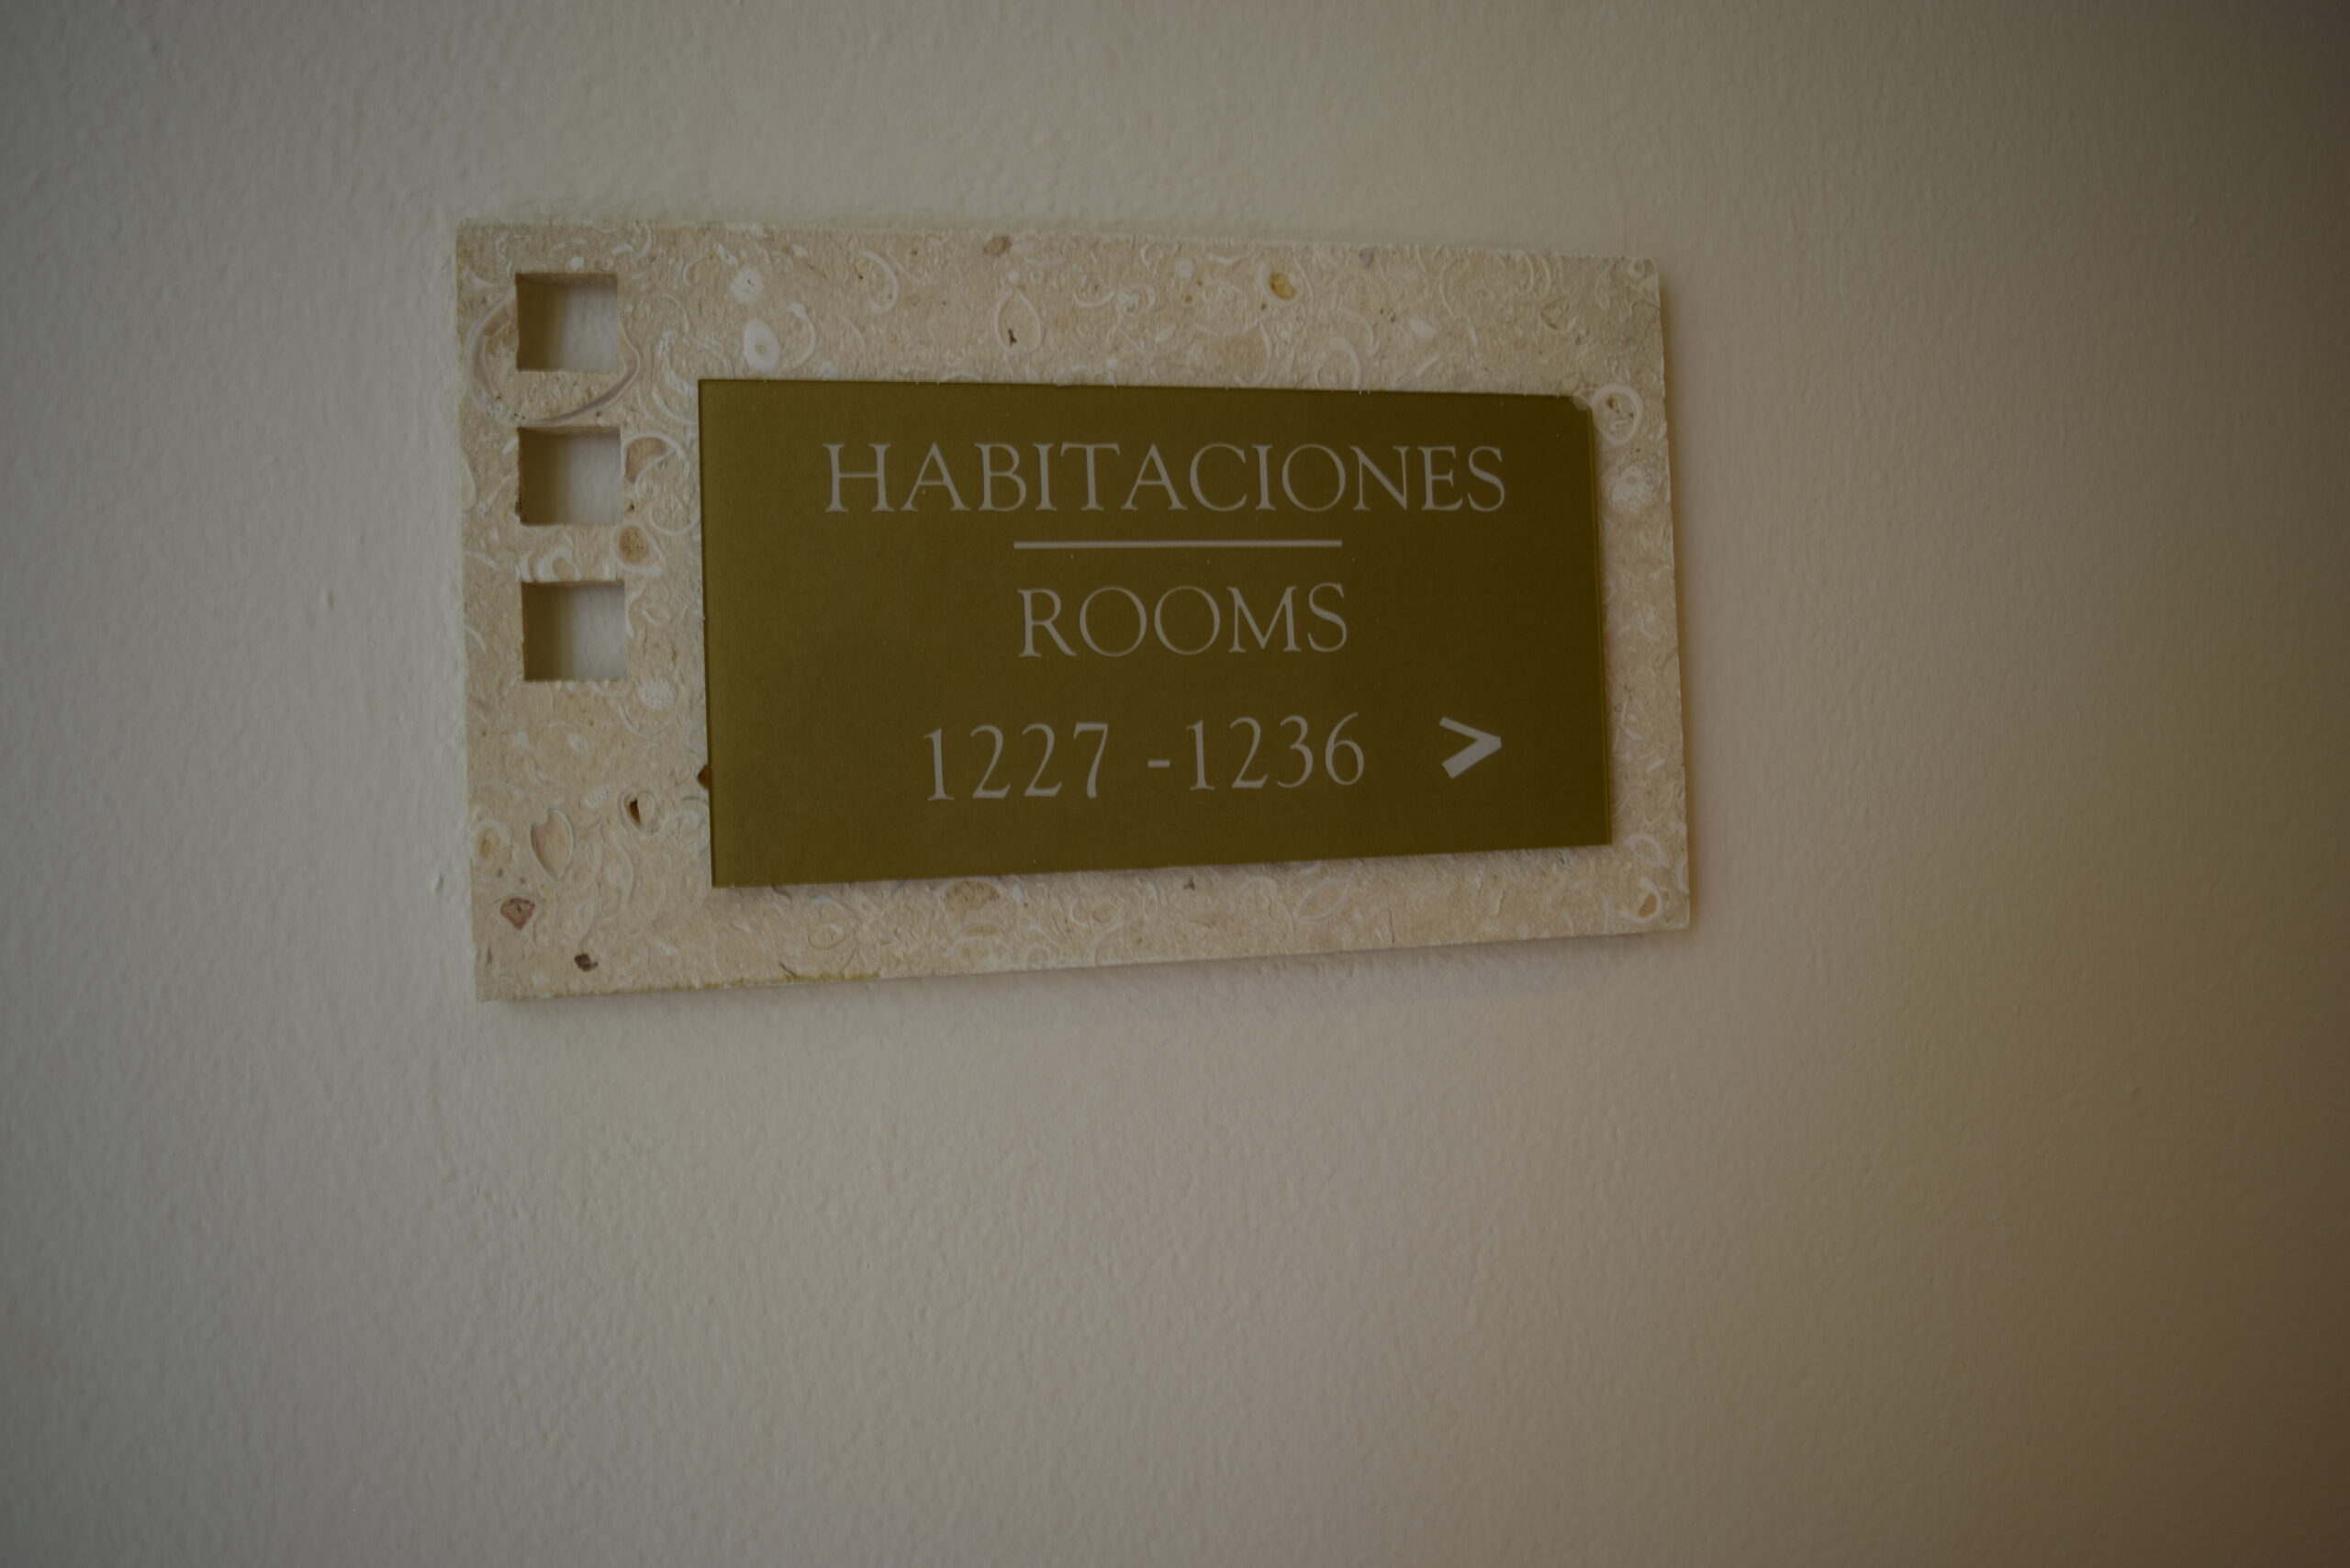 HABITACIONES
ROOMS
1227 -1236 >